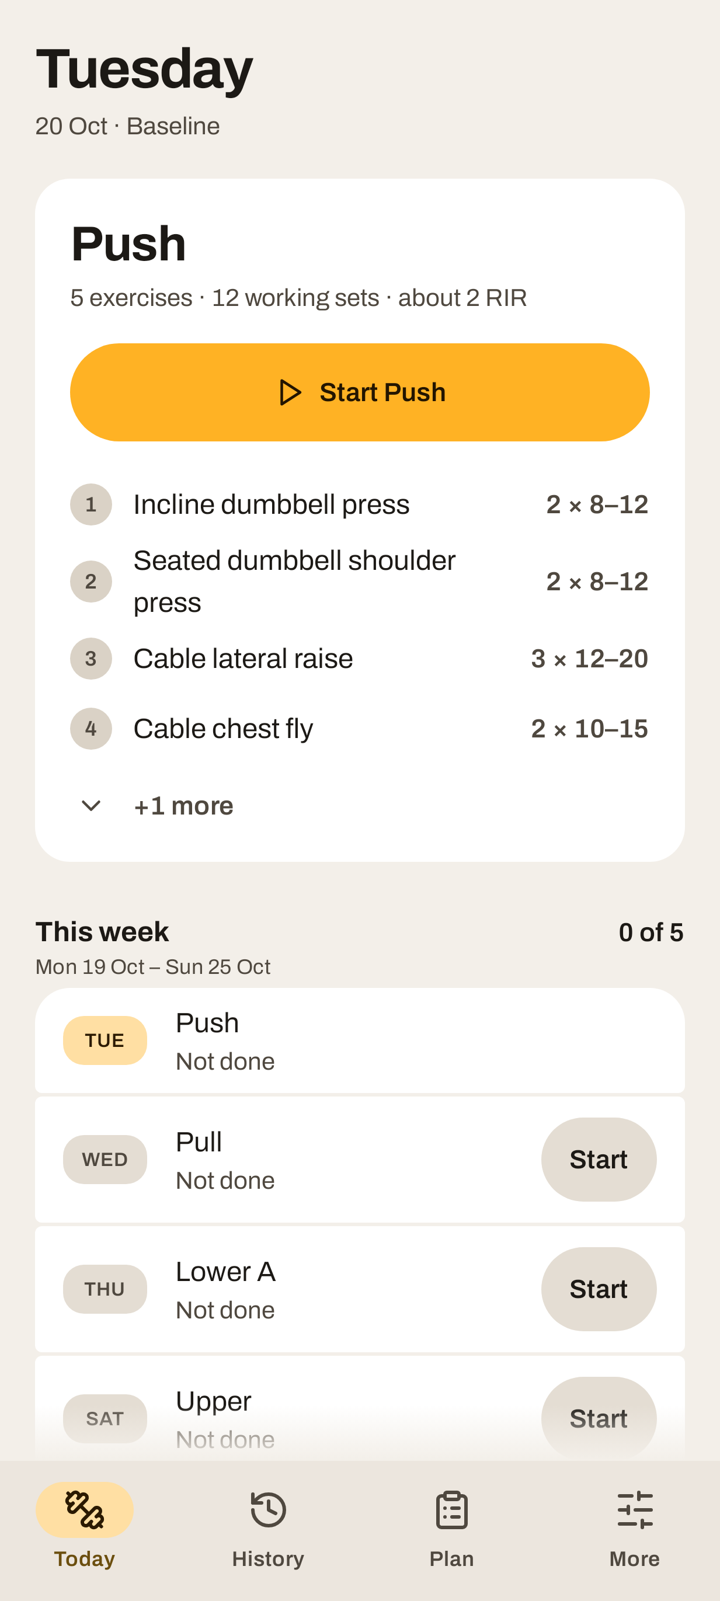 Tuesday
20 Oct · Baseline
Push
5 exercises · 12 working sets · about 2 RIR
Start Push
1 Incline dumbbell press 2 × 8–12
2 Seated dumbbell shoulder press 2 × 8–12
3 Cable lateral raise 3 × 12–20
4 Cable chest fly 2 × 10–15
+1 more
This week 0 of 5
Mon 19 Oct – Sun 25 Oct
TUE Push
Not done
WED Pull
Not done
Start
THU Lower A
Not done
Start
SAT Upper
Not done
Start
Today History Plan More